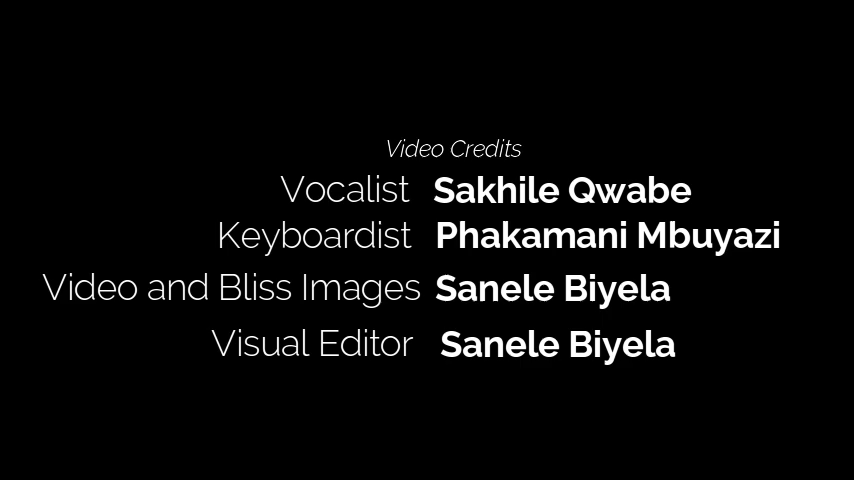 Video Credits
Vocalist Sakhile Qwabe
Keyboardist Phakamani Mbuyazi
Video and Bliss Images Sanele Biyela
Visual Editor Sanele Biyela